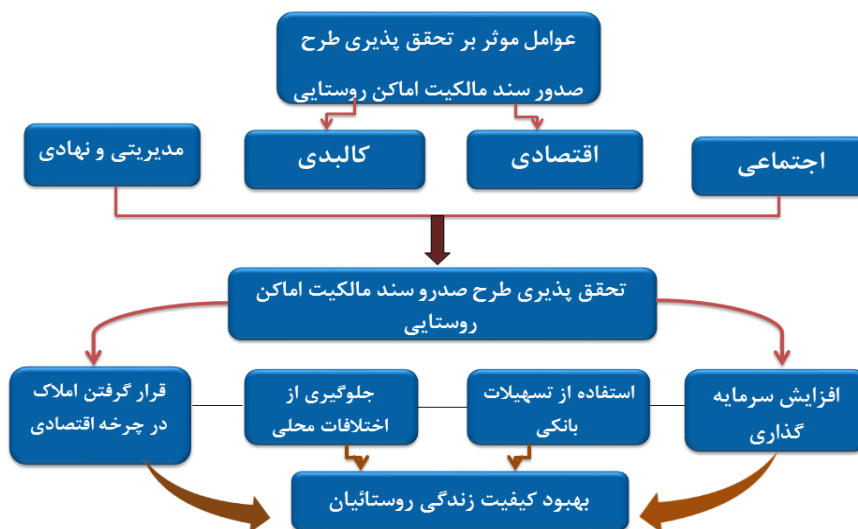 عوامل موثر بر تحقق پذیری طرح
صدور سند مالکیت اماکن روستایی
اجتماعی
اقتصادی
کالبدی
مدیریتی و نهادی
تحقق پذیری طرح صدرو سند مالکیت اماکن
روستایی
افزایش سرمایه
گذاری
استفاده از تسهیلات
بانکی
جلوگیری از
اختلافات محلی
قرار گرفتن املاک
در چرخه اقتصادی
بهبود کیفیت زندگی روستائیان